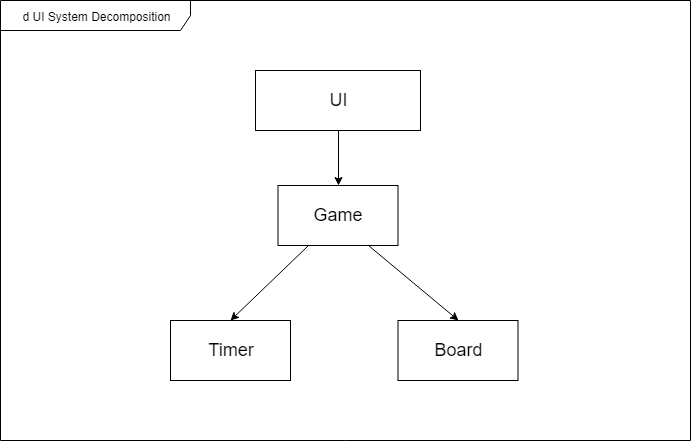 d UI System Decomposition
UI
Game
Timer
Board